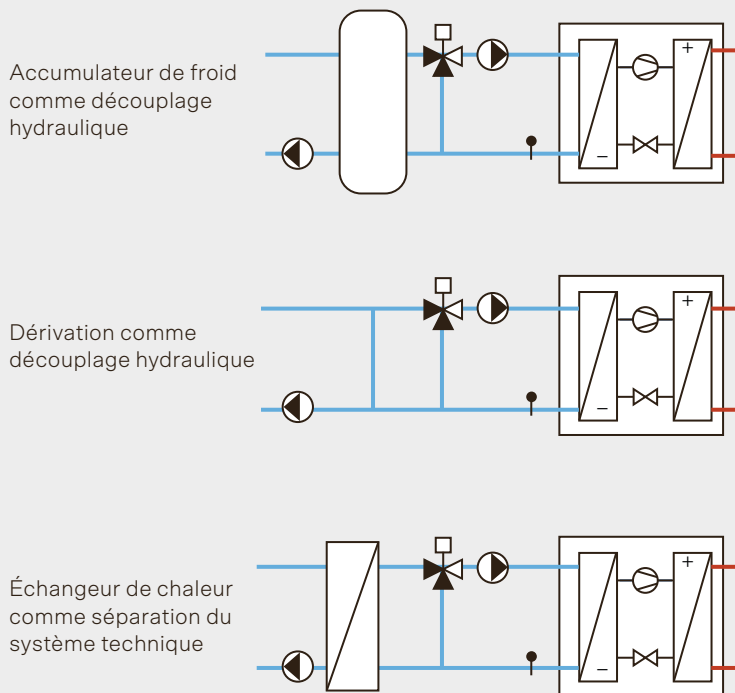 Accumulateur de froid
comme découplage
hydraulique
+
−
Dérivation comme
découplage hydraulique
+
−
Échangeur de chaleur
comme séparation du
système technique
+
−